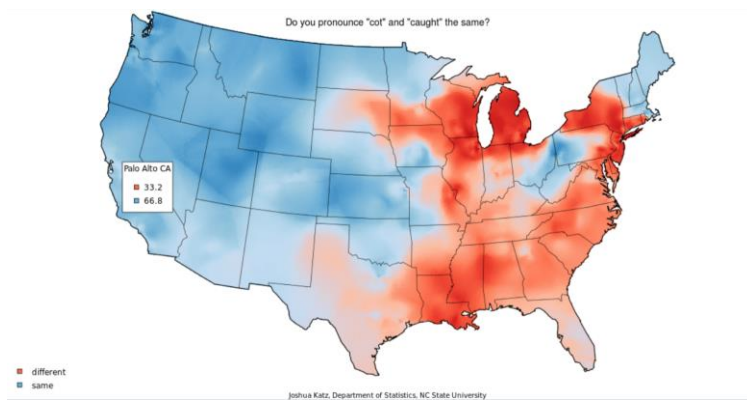 Do you pronounce "cot" and "caught" the same?
Palo Alto CA
33.2
66.8
different
same
Joshua Katz, Department of Statistics, NC State University